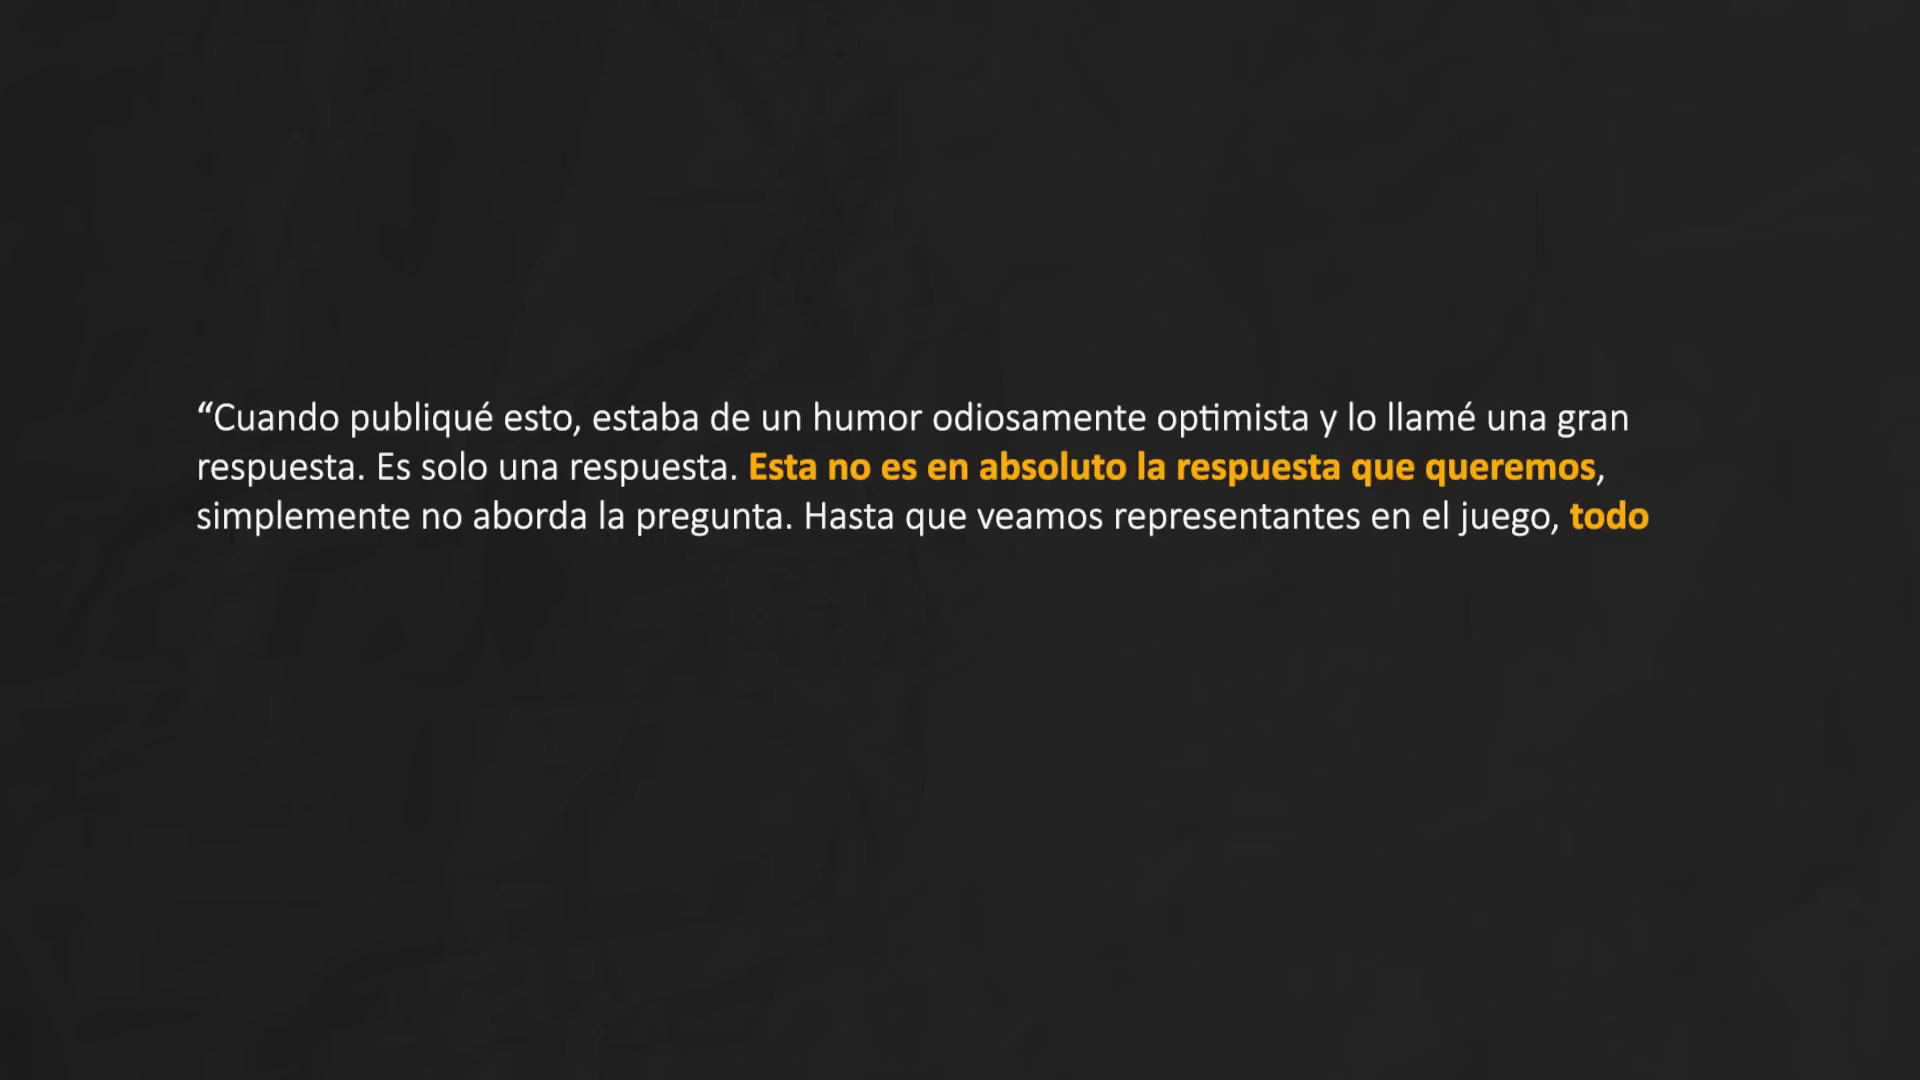 “Cuando publiqué esto, estaba de un humor odiosamente optimista y lo llamé una gran
respuesta. Es solo una respuesta. Esta no es en absoluto la respuesta que queremos,
simplemente no aborda la pregunta. Hasta que veamos representantes en el juego, todo